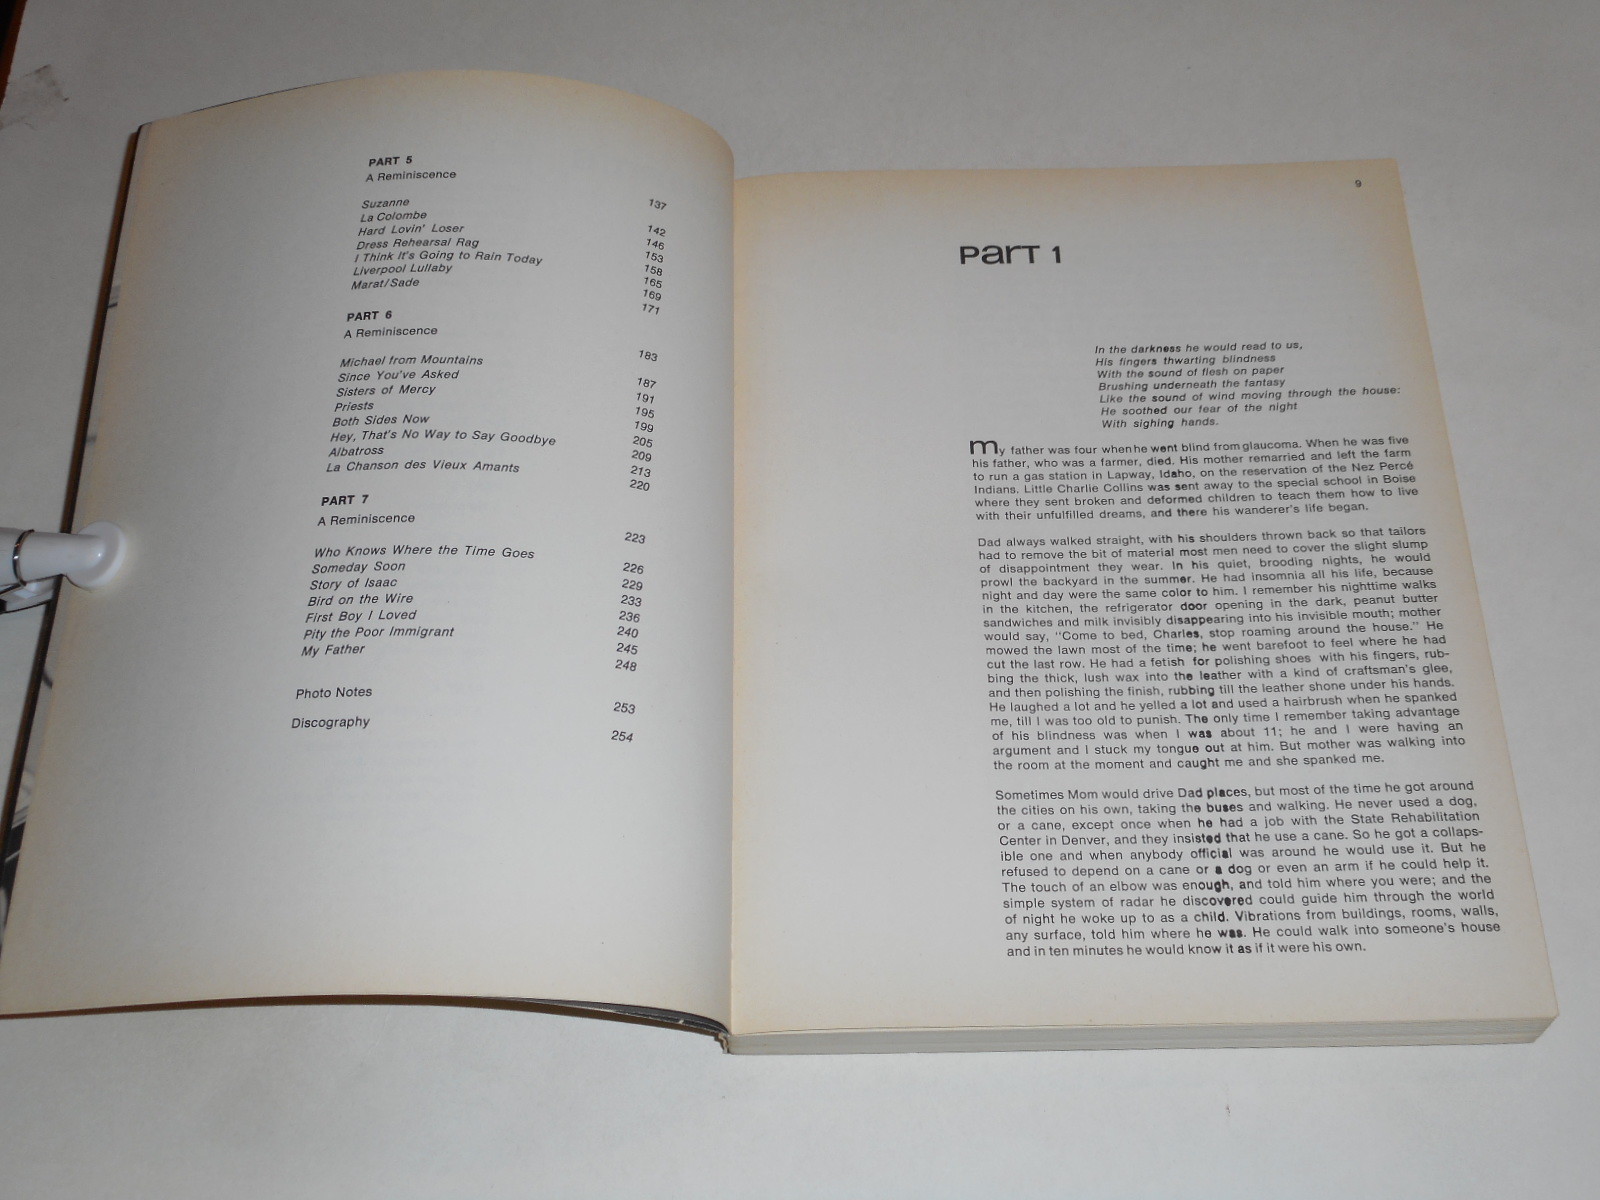 PART 5
A Reminiscence 137
Suzanne 142
La Colombe 146
Hard Lovin' Loser 153
Dress Rehearsal Rag 158
I Think It's Going to Rain Today 165
Liverpool Lullaby 169
Marat/Sade 171
PART 6
A Reminiscence 183
Michael from Mountains 187
Since You've Asked 191
Sisters of Mercy 195
Priests 199
Both Sides Now 205
Hey, That's No Way to Say Goodbye 209
Albatross 213
La Chanson des Vieux Amants 220
PART 7
A Reminiscence 223
Who Knows Where the Time Goes 226
Someday Soon 229
Story of Isaac 233
Bird on the Wire 236
First Boy I Loved 240
Pity the Poor Immigrant 245
My Father 248
Photo Notes 253
Discography 254
9
Part 1
In the darkness he would read to us,
His fingers thwarting blindness
With the sound of flesh on paper
Brushing underneath the fantasy
Like the sound of wind moving through the house:
He soothed our fear of the night
With sighing hands.
My father was four when he went blind from glaucoma. When he was five
his father, who was a farmer, died. His mother remarried and left the farm
to run a gas station in Lapway, Idaho, on the reservation of the Nez Percé
Indians. Little Charlie Collins was sent away to the special school in Boise
where they sent broken and deformed children to teach them how to live
with their unfulfilled dreams, and there his wanderer's life began.
Dad always walked straight, with his shoulders thrown back so that tailors
had to remove the bit of material most men need to cover the slight slump
of disappointment they wear. In his quiet, brooding nights, he would
prowl the backyard in the summer. He had insomnia all his life, because
night and day were the same color to him. I remember his nighttime walks
in the kitchen, the refrigerator door opening in the dark, peanut butter
sandwiches and milk invisibly disappearing into his invisible mouth; mother
would say, "Come to bed, Charles, stop roaming around the house." He
mowed the lawn most of the time; he went barefoot to feel where he had
cut the last row. He had a fetish for polishing shoes with his fingers, rub-
bing the thick, lush wax into the leather with a kind of craftsman's glee,
and then polishing the finish, rubbing till the leather shone under his hands.
He laughed a lot and he yelled a lot and used a hairbrush when he spanked
me, till I was too old to punish. The only time I remember taking advantage
of his blindness was when I was about 11; he and I were having an
argument and I stuck my tongue out at him. But mother was walking into
the room at the moment and caught me and she spanked me.
Sometimes Mom would drive Dad places, but most of the time he got around
the cities on his own, taking the buses and walking. He never used a dog,
or a cane, except once when he had a job with the State Rehabilitation
Center in Denver, and they insisted that he use a cane. So he got a collaps-
ible one and when anybody official was around he would use it. But he
refused to depend on a cane or a dog or even an arm if he could help it.
The touch of an elbow was enough, and told him where you were; and the
simple system of radar he discovered could guide him through the world
of night he woke up to as a child. Vibrations from buildings, rooms, walls,
any surface, told him where he was. He could walk into someone's house
and in ten minutes he would know it as if it were his own.